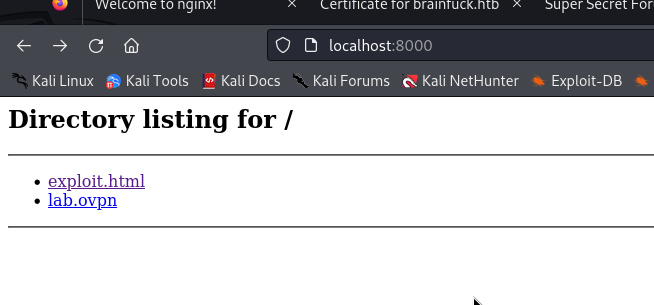 Welcome to nginx! Certificate for brainfuck.htb Super Secret For
localhost:8000
Kali Linux Kali Tools Kali Docs Kali Forums Kali NetHunter Exploit-DB
Directory listing for /
exploit.html
lab.ovpn